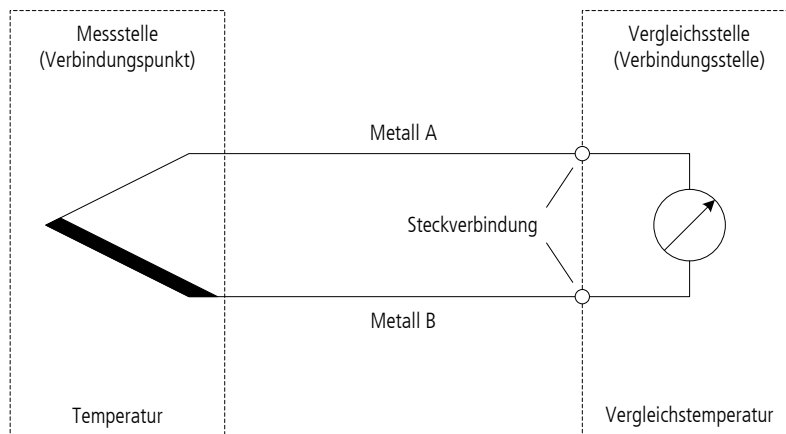 Messstelle
(Verbindungspunkt)
Vergleichsstelle
(Verbindungsstelle)
Metall A
Steckverbindung
Metall B
Temperatur
Vergleichstemperatur